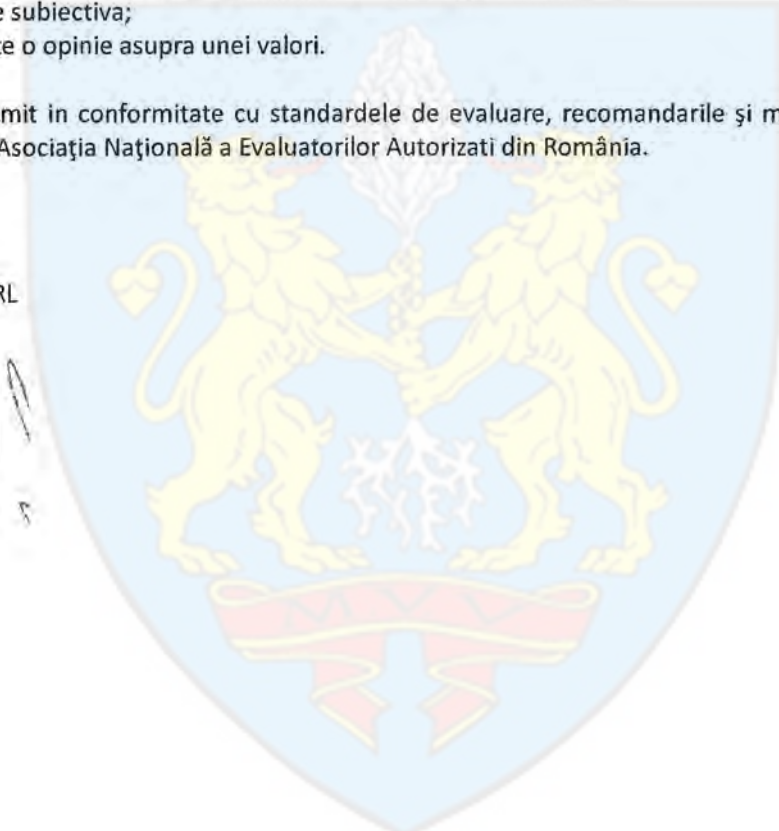 e subiectiva;
e o opinie asupra unei valori.
mit in conformitate cu standardele de evaluare, recomandarile şi m
Asociaţia Naţională a Evaluatorilor Autorizati din România.
RL
M V V